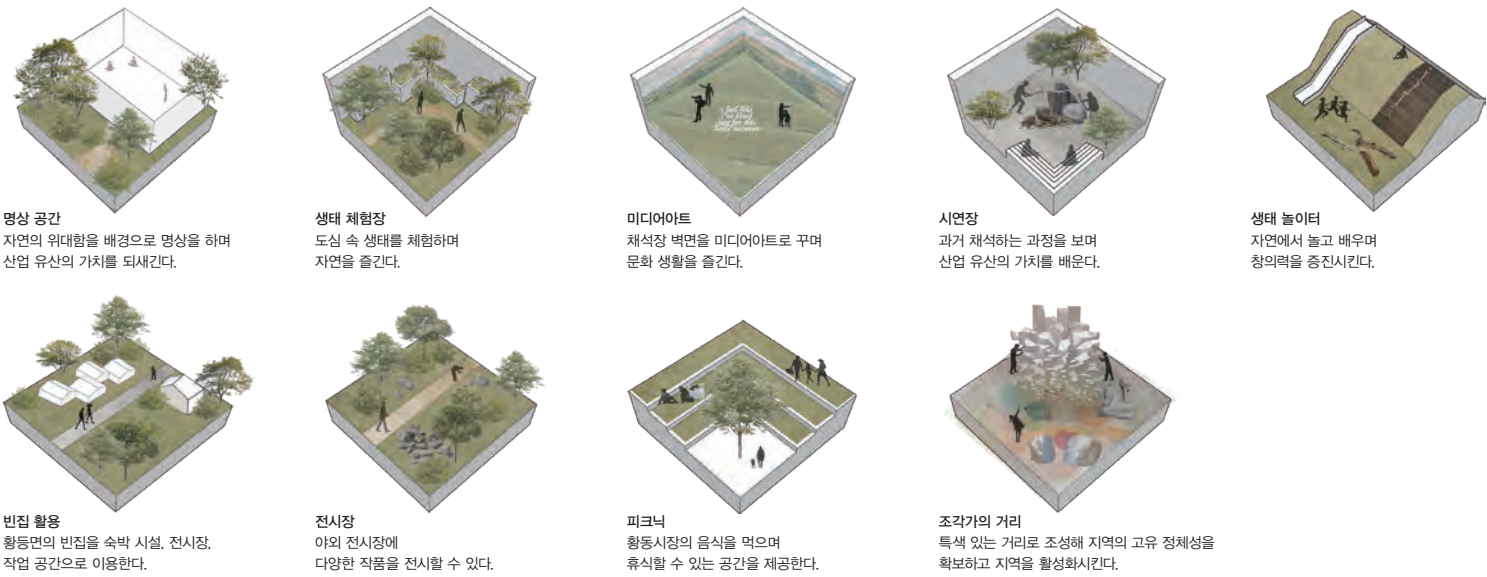 명상 공간
자연의 위대함을 배경으로 명상을 하며
산업 유산의 가치를 되새긴다.
생태 체험장
도심 속 생태를 체험하며
자연을 즐긴다.
미디어아트
채석장 벽면을 미디어아트로 꾸며
문화 생활을 즐긴다.
시연장
과거 채석하는 과정을 보며
산업 유산의 가치를 배운다.
생태 놀이터
자연에서 놀고 배우며
창의력을 증진시킨다.
빈집 활용
황등면의 빈집을 숙박 시설, 전시장,
작업 공간으로 이용한다.
전시장
야외 전시장에
다양한 작품을 전시할 수 있다.
피크닉
황동시장의 음식을 먹으며
휴식할 수 있는 공간을 제공한다.
조각가의 거리
특색 있는 거리로 조성해 지역의 고유 정체성을
확보하고 지역을 활성화시킨다.